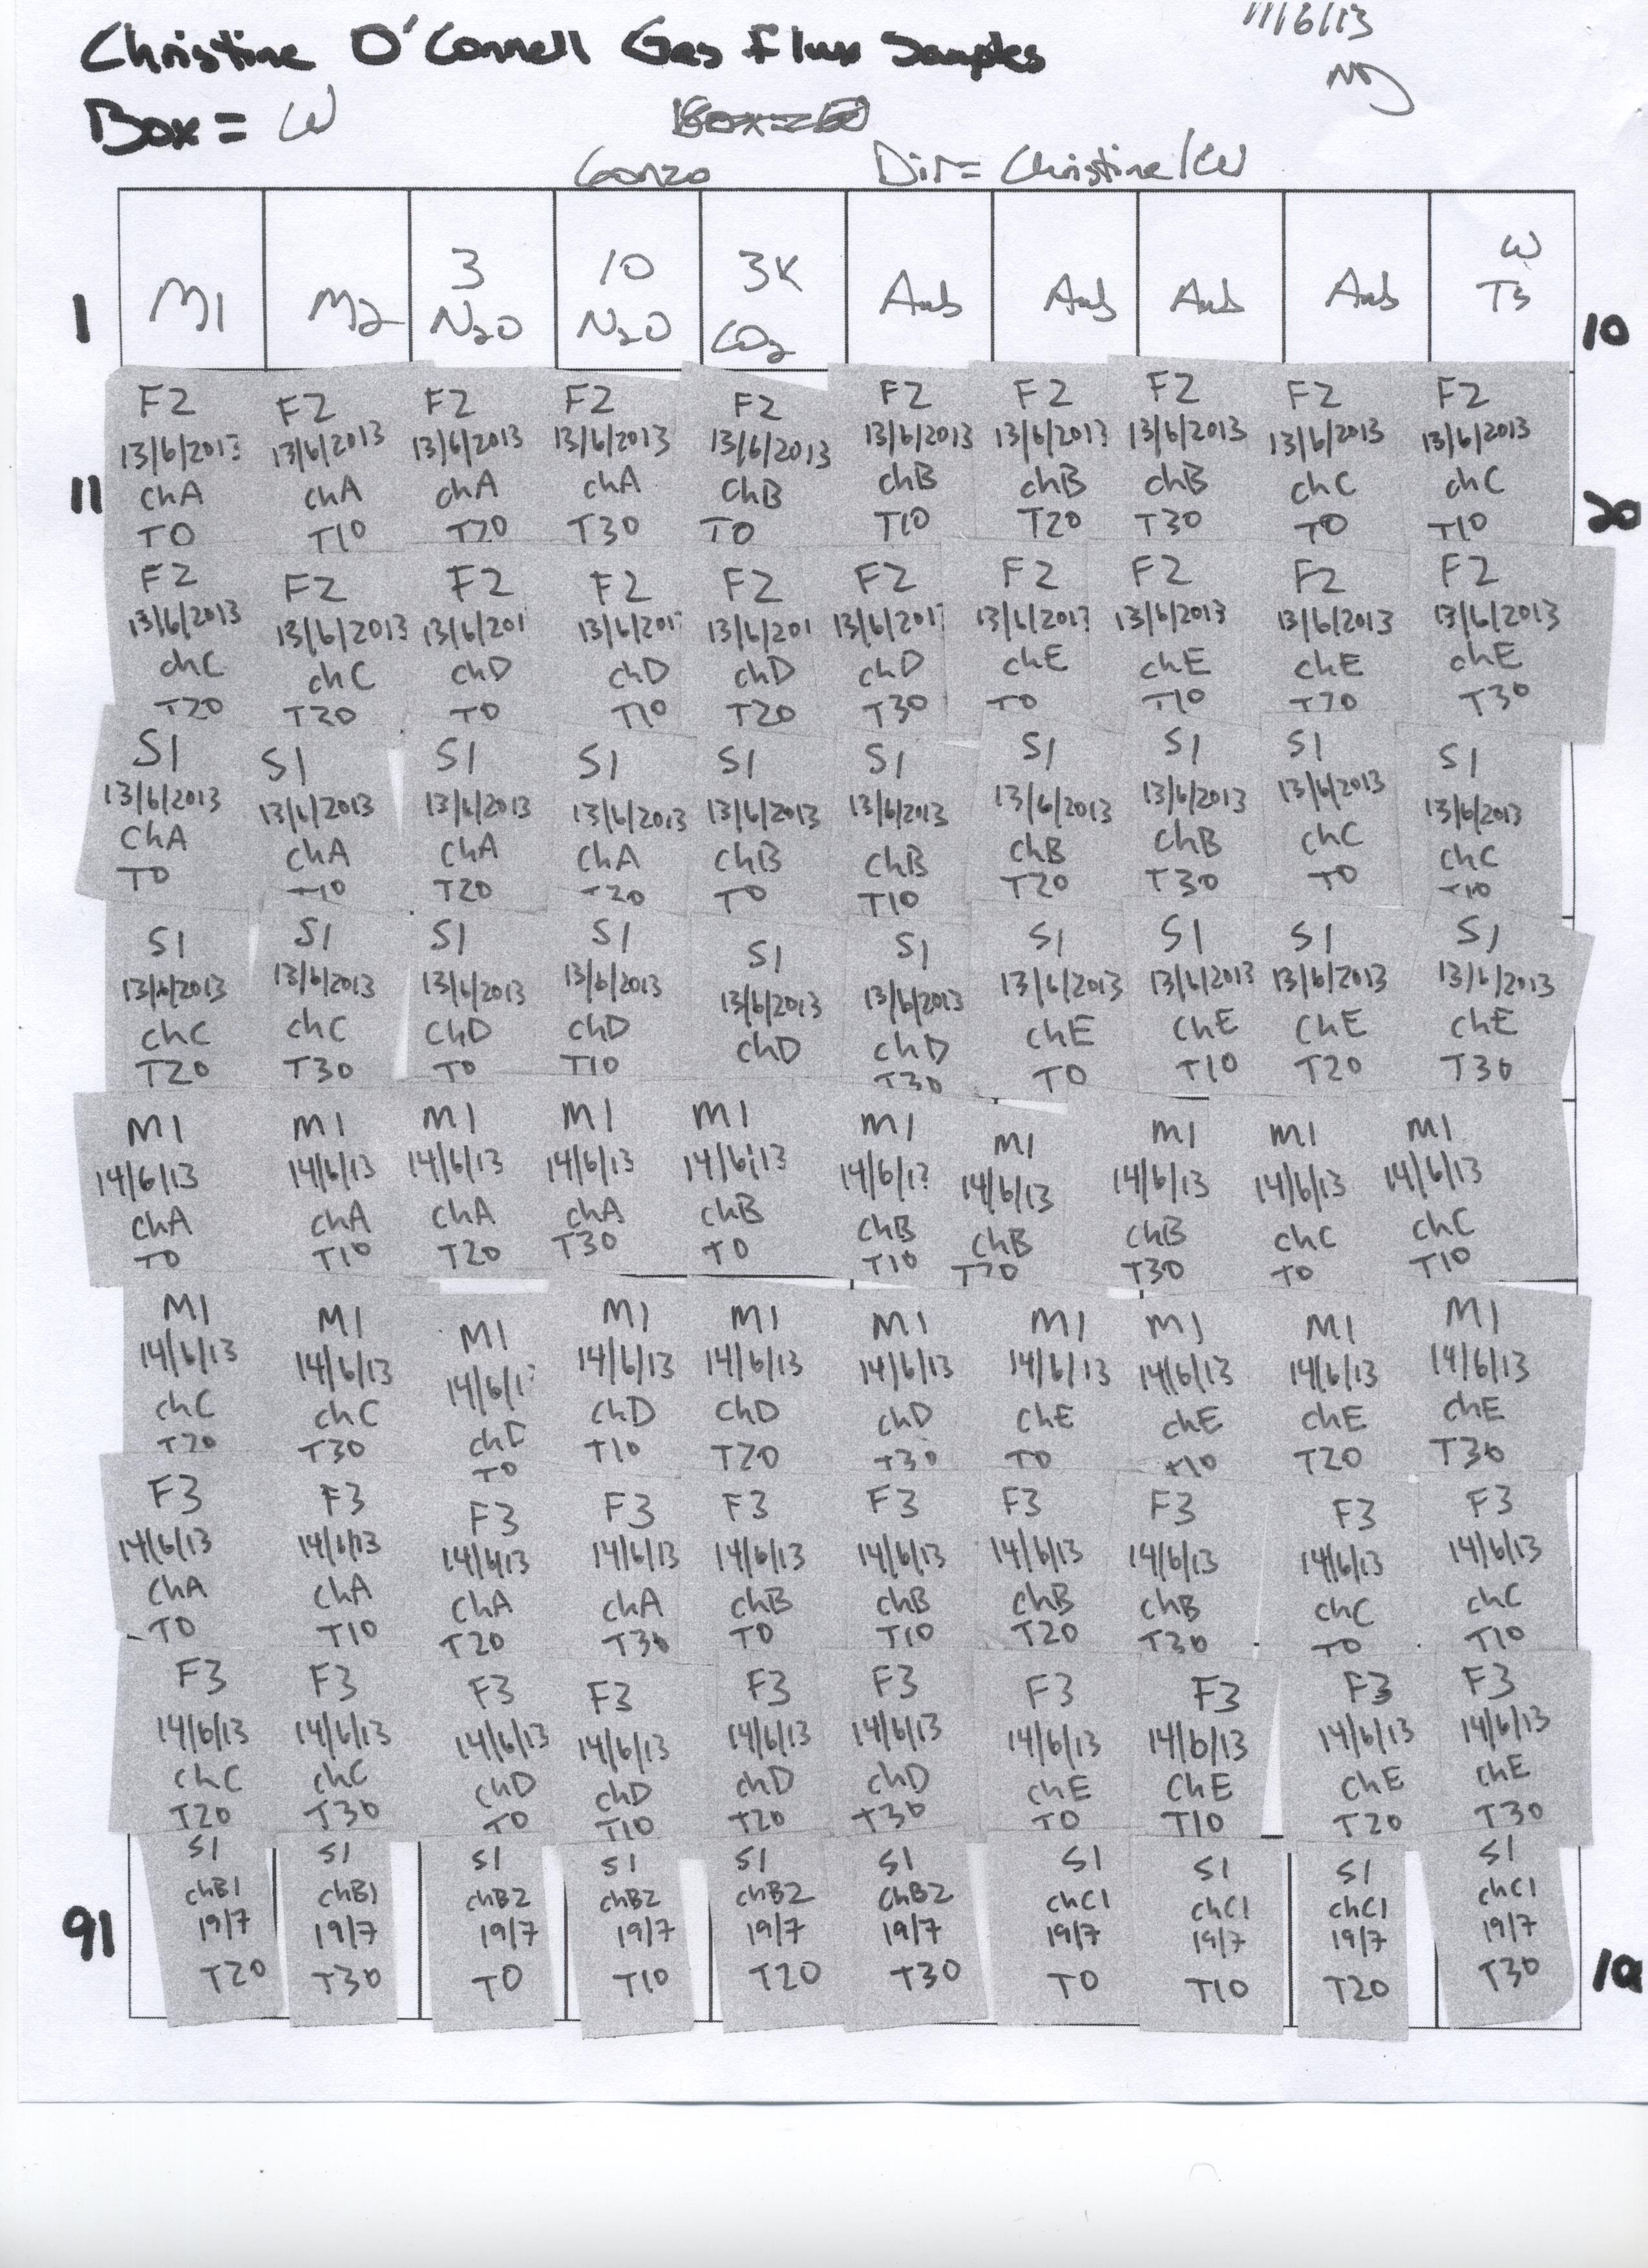 11/6/13
Christine O'Connell Gas Flux Samples
Box = W
Gonzo Dir= Christine/W
3 10 3K W
1 M1 M2 N2O N2O CO2 Amb Amb Amb Amb T3 10
F2 F2 F2 F2 F2 F2 F2 F2 F2 F2
13/6/2013 13/6/2013 13/6/2013 13/6/2013 13/6/2013 13/6/2013 13/6/2013 13/6/2013 13/6/2013 13/6/2013
11 chA chA chA chA chB chB chB chB chC chC 20
T0 T10 T20 T30 T0 T10 T20 T30 T0 T10
F2 F2 F2 F2 F2 F2 F2 F2 F2 F2
13/6/2013 13/6/2013 13/6/201 13/6/201 13/6/201 13/6/201 13/6/201 13/6/2013 13/6/2013 13/6/2013
chC chC chD chD chD chD chE chE chE chE
T20 T30 T0 T10 T20 T30 T0 T10 T20 T30
S1 S1 S1 S1 S1 S1 S1 S1 S1 S1
13/6/2013 13/6/2013 13/6/2013 13/6/2013 13/6/2013 13/6/2013 13/6/2013 13/6/2013 13/6/2013 13/6/2013
chA chA chA chA chB chB chB chB chC chC
T0 T10 T20 T20 T0 T10 T20 T30 T0 T10
S1 S1 S1 S1 S1 S1 S1 S1 S1 S1
13/6/2013 13/6/2013 13/6/2013 13/6/2013 13/6/2013 13/6/2013 13/6/2013 13/6/2013 13/6/2013 13/6/2013
chC chC chD chD chD chD chE chE chE chE
T20 T30 T0 T10 T30 T0 T10 T20 T30
M1 M1 M1 M1 M1 M1 M1 M1 M1 M1
14/6/13 14/6/13 14/6/13 14/6/13 14/6/13 14/6/13 14/6/13 14/6/13 14/6/13 14/6/13
chA chA chA chA chB chB chB chB chC chC
T0 T10 T20 T30 T0 T10 T20 T30 T0 T10
M1 M1 M1 M1 M1 M1 M1 M1 M1 M1
14/6/13 14/6/13 14/6/1 14/6/13 14/6/13 14/6/13 14/6/13 14/6/13 14/6/13 14/6/13
chC chC chD chD chD chD chE chE chE chE
T20 T30 T0 T10 T20 T30 T0 T10 T20 T30
F3 F3 F3 F3 F3 F3 F3 F3 F3 F3
14/6/13 14/6/13 14/6/13 14/6/13 14/6/13 14/6/13 14/6/13 14/6/13 14/6/13 14/6/13
chA chA chA chA chB chB chB chB chC chC
T0 T10 T20 T30 T0 T10 T20 T30 T0 T10
F3 F3 F3 F3 F3 F3 F3 F3 F3 F3
14/6/13 14/6/13 14/6/13 14/6/13 14/6/13 14/6/13 14/6/13 14/6/13 14/6/13 14/6/13
chC chC chD chD chD chD chE chE chE chE
T20 T30 T0 T10 T20 T30 T0 T10 T20 T30
S1 S1 S1 S1 S1 S1 S1 S1 S1 S1
chB1 chB1 chB2 chB2 chB2 chB2 chC1 chC1 chC1 chC1
91 19/7 19/7 19/7 19/7 19/7 19/7 19/7 19/7 19/7 19/7 10
T20 T30 T0 T10 T20 T30 T0 T10 T20 T30